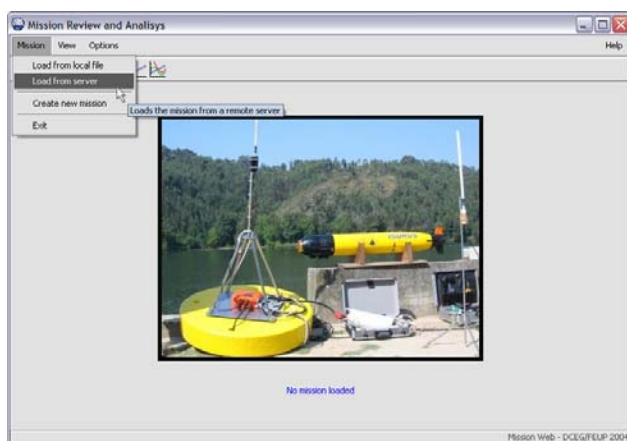 Mission Review and Analisys
Mission View Options Help
Load from local file
Load from server
Create new mission
Loads the mission from a remote server
Exit
No mission loaded
Mission Web - DCEG/FEUP 2004